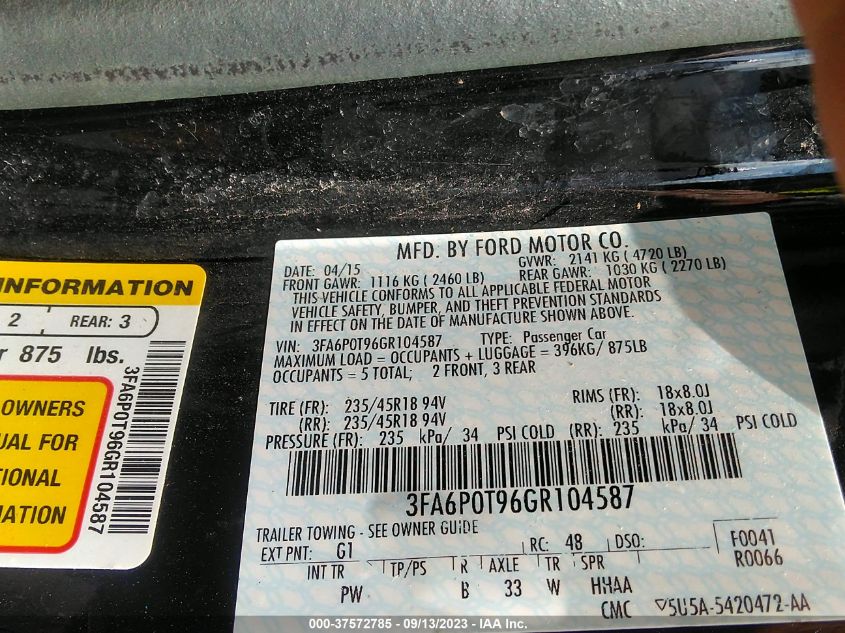 INFORMATION
2 REAR: 3
875 lbs.
OWNERS
UAL FOR
TIONAL
MATION
3FA6P0T96GR104587
MFD. BY FORD MOTOR CO.
DATE: 04/15 GVWR: 2141 KG ( 4720 LB)
FRONT GAWR: 1116 KG ( 2460 LB) REAR GAWR: 1030 KG ( 2270 LB)
THIS VEHICLE CONFORMS TO ALL APPLICABLE FEDERAL MOTOR
VEHICLE SAFETY, BUMPER, AND THEFT PREVENTION STANDARDS
IN EFFECT ON THE DATE OF MANUFACTURE SHOWN ABOVE.
VIN: 3FA6P0T96GR104587 TYPE: Passenger Car
MAXIMUM LOAD = OCCUPANTS + LUGGAGE = 396KG/ 875LB
OCCUPANTS = 5 TOTAL; 2 FRONT, 3 REAR
TIRE (FR): 235/45R18 94V RIMS (FR): 18x8.0J
(RR): 235/45R18 94V (RR): 18x8.0J
PRESSURE (FR): 235 kPa/ 34 PSI COLD (RR): 235 kPa/ 34 PSI COLD
3FA6P0T96GR104587
TRAILER TOWING - SEE OWNER GUIDE
EXT PNT: G1 RC: 48 DSO: F0041
R0066
INT TR TP/PS R AXLE TR SPR
PW B 33 W HHAA
CMC 5U5A-5420472-AA
000-37572785 - 09/13/2023 - IAA Inc.